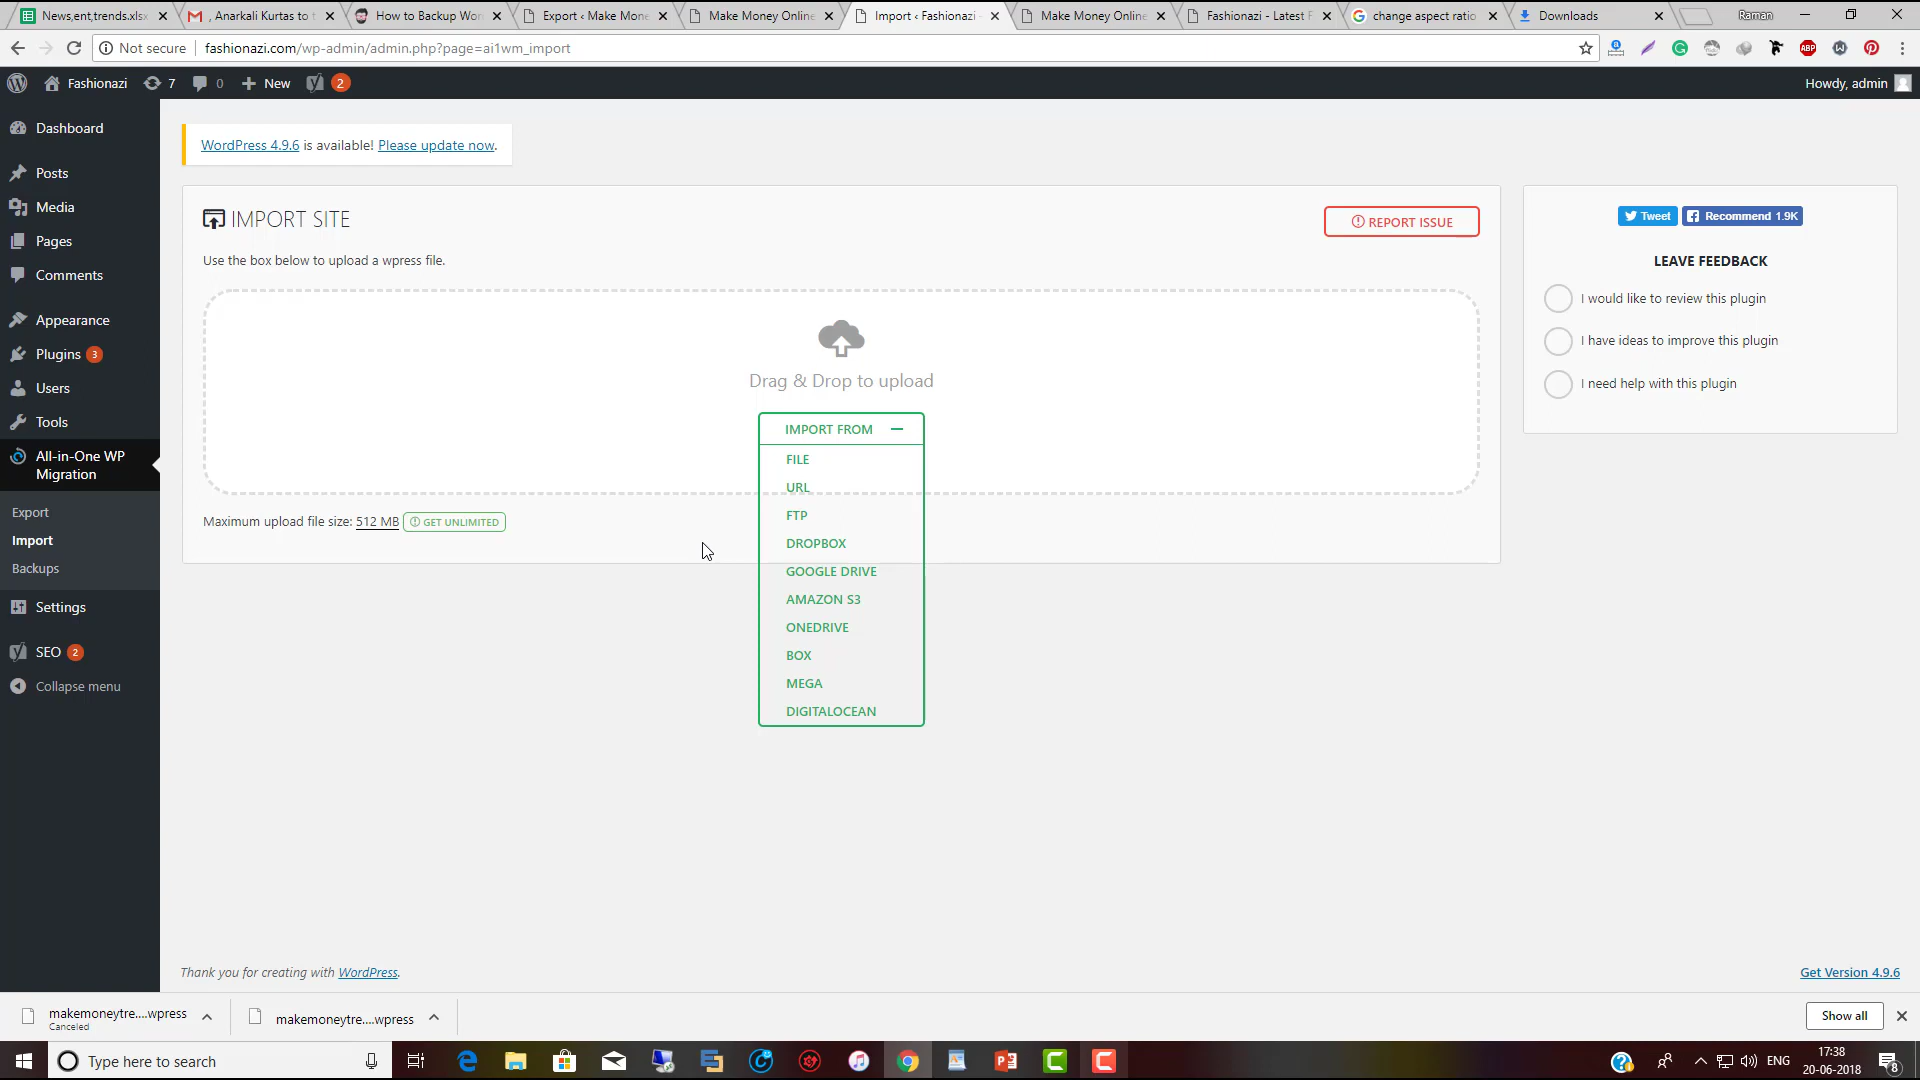 News,ent,trends.xlsx
, Anarkali Kurtas to t
How to Backup Wor
Export ‹ Make Mone
Make Money Online
Import ‹ Fashionazi -
Make Money Online
Fashionazi - Latest F
change aspect ratio
Downloads
Raman
Not secure
fashionazi.com/wp-admin/admin.php?page=ai1wm_import
ABP
Fashionazi
7
0
New
2
Howdy, admin
Dashboard
Posts
Media
Pages
Comments
Appearance
Plugins 3
Users
Tools
All-in-One WP
Migration
Export
Import
Backups
Settings
SEO 2
Collapse menu
WordPress 4.9.6 is available! Please update now.
IMPORT SITE
REPORT ISSUE
Use the box below to upload a wpress file.
Drag & Drop to upload
IMPORT FROM
FILE
URL
FTP
DROPBOX
GOOGLE DRIVE
AMAZON S3
ONEDRIVE
BOX
MEGA
DIGITALOCEAN
Maximum upload file size: 512 MB GET UNLIMITED
Tweet
Recommend 1.9K
LEAVE FEEDBACK
I would like to review this plugin
I have ideas to improve this plugin
I need help with this plugin
Thank you for creating with WordPress.
Get Version 4.9.6
makemoneytre....wpress
Canceled
makemoneytre....wpress
Show all
Type here to search
ENG
17:38
20-06-2018
8